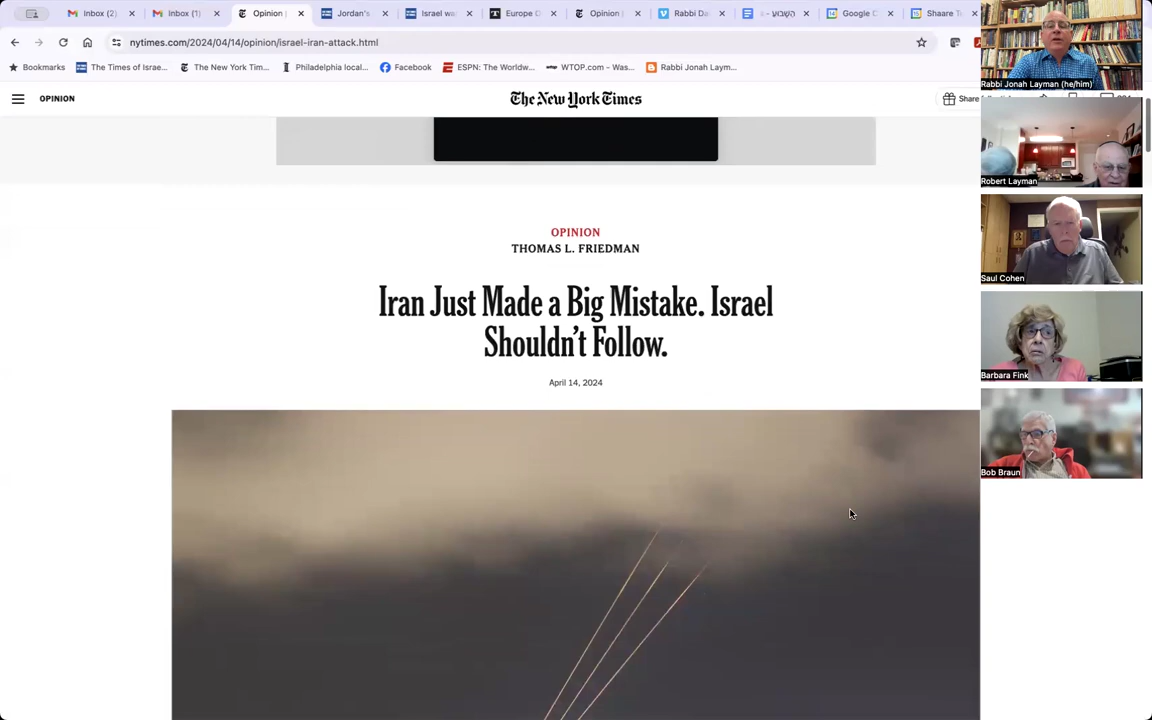 Inbox (2)
Inbox (1)
Opinion
Jordan's
Israel wa
Europe D
Opinion
Rabbi Da
השבוע - ג
Google C
Shaare T
nytimes.com/2024/04/14/opinion/israel-iran-attack.html
Bookmarks
The Times of Israe...
The New York Tim...
Philadelphia local...
Facebook
ESPN: The Worldw...
WTOP.com – Was...
Rabbi Jonah Laym...
OPINION
The New York Times
Share
OPINION
THOMAS L. FRIEDMAN
Iran Just Made a Big Mistake. Israel
Shouldn't Follow.
April 14, 2024
Rabbi Jonah Layman (he/him)
Robert Layman
Saul Cohen
Barbara Fink
Bob Braun